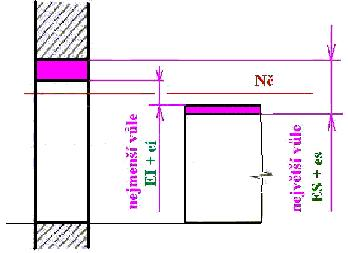 Nč
nejmenší vůle
EI + ei
největší vůle
ES + es